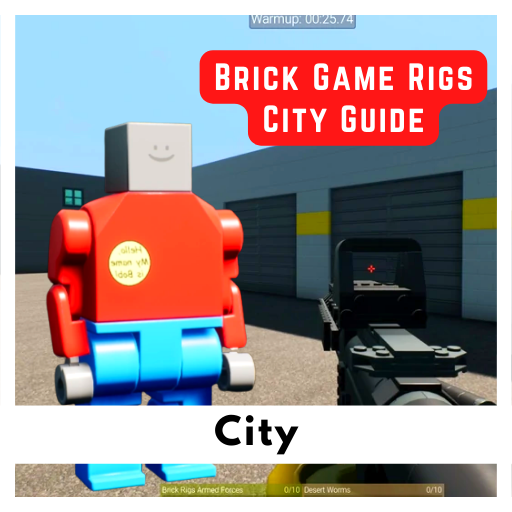 Warmup: 00:25.74
Brick Game Rigs
City Guide
Hello
My name
is Bob!
City
Brick Rigs Armed Forces 0/10 Desert Worms 0/10